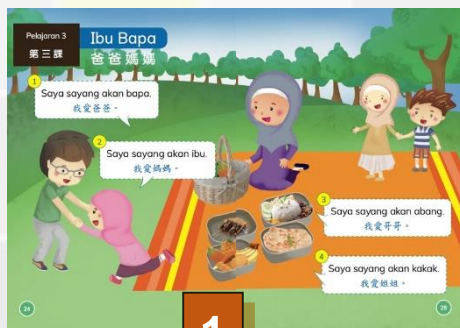 Pelajaran 3
第三課
Ibu Bapa
爸爸媽媽
1
Saya sayang akan bapa.
我愛爸爸。
2
Saya sayang akan ibu.
我愛媽媽。
3
Saya sayang akan abang.
我愛哥哥。
4
Saya sayang akan kakak.
我愛姐姐。
24
25
1